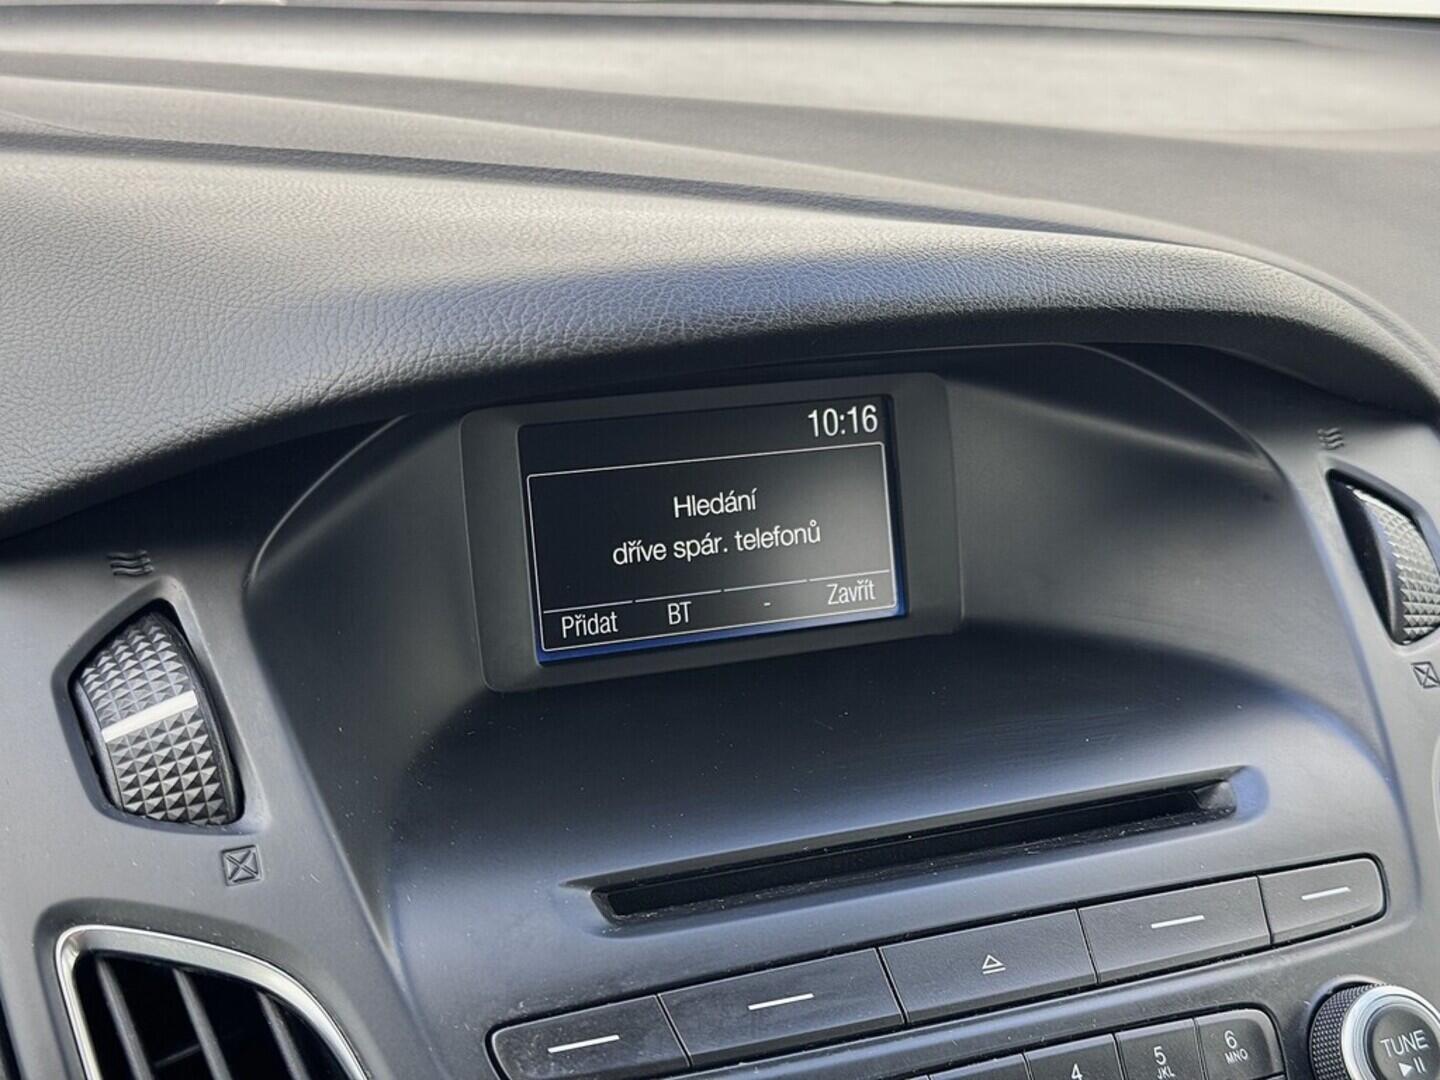 10:16
Hledání
dříve spár. telefonů
Přidat BT - Zavřít
4
5 JKL
6 MNO
TUNE